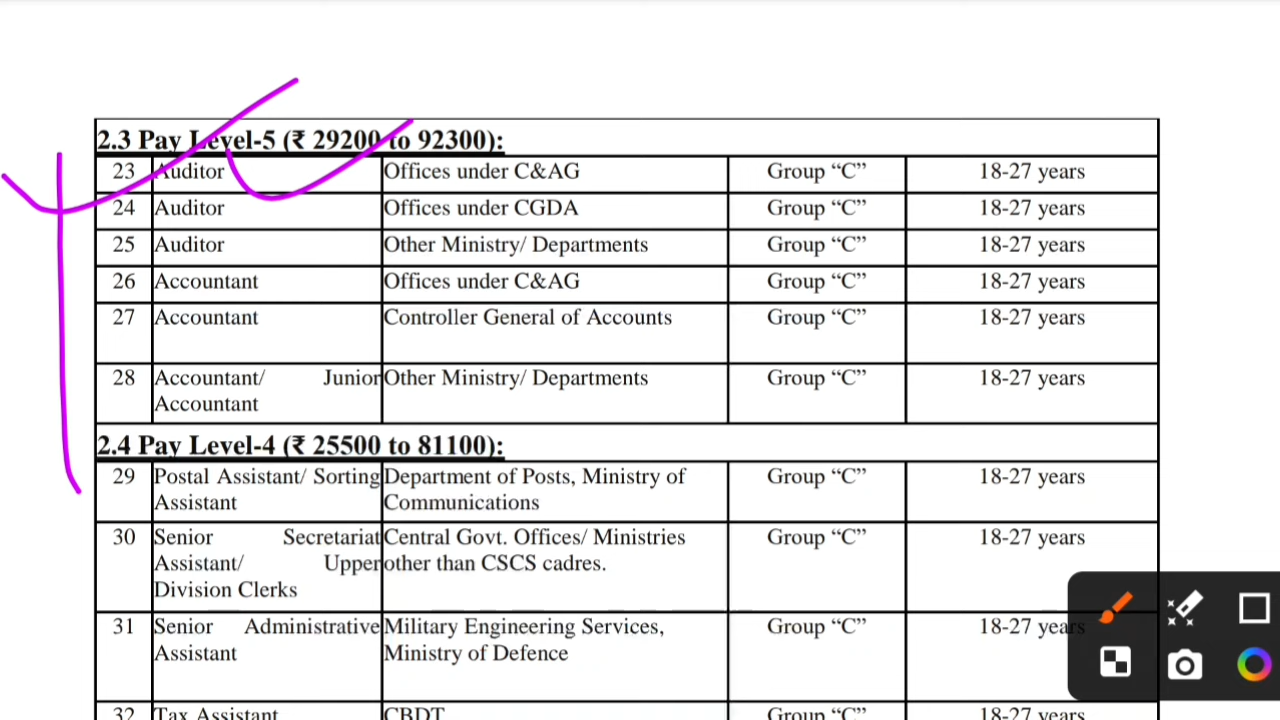 2.3 Pay Level-5 (₹ 29200 to 92300):
23 Auditor Offices under C&AG Group “C” 18-27 years
24 Auditor Offices under CGDA Group “C” 18-27 years
25 Auditor Other Ministry/ Departments Group “C” 18-27 years
26 Accountant Offices under C&AG Group “C” 18-27 years
27 Accountant Controller General of Accounts Group “C” 18-27 years
28 Accountant/ Junior Other Ministry/ Departments Group “C” 18-27 years
Accountant
2.4 Pay Level-4 (₹ 25500 to 81100):
29 Postal Assistant/ Sorting Department of Posts, Ministry of Group “C” 18-27 years
Assistant Communications
30 Senior Secretariat Central Govt. Offices/ Ministries Group “C” 18-27 years
Assistant/ Upper other than CSCS cadres.
Division Clerks
31 Senior Administrative Military Engineering Services, Group “C” 18-27 years
Assistant Ministry of Defence
32 Tax Assistant CBDT Group “C” 18-27 years